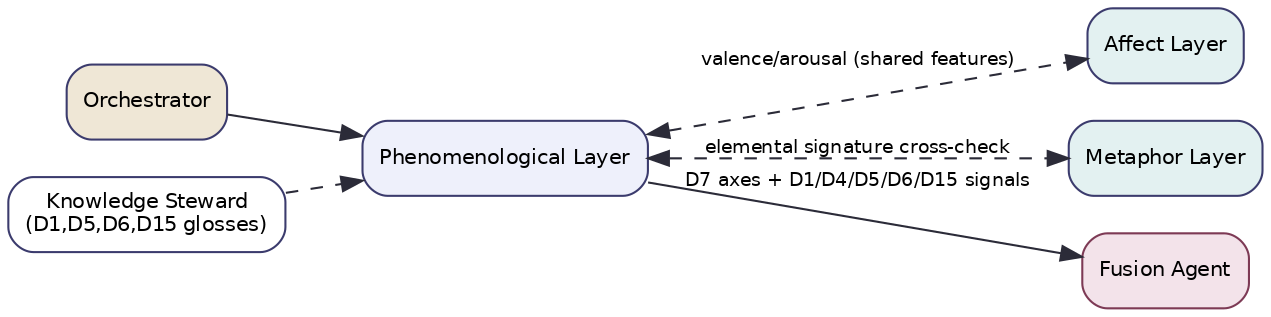 Orchestrator
Knowledge Steward
(D1,D5,D6,D15 glosses)
Phenomenological Layer
valence/arousal (shared features)
elemental signature cross-check
D7 axes + D1/D4/D5/D6/D15 signals
Affect Layer
Metaphor Layer
Fusion Agent